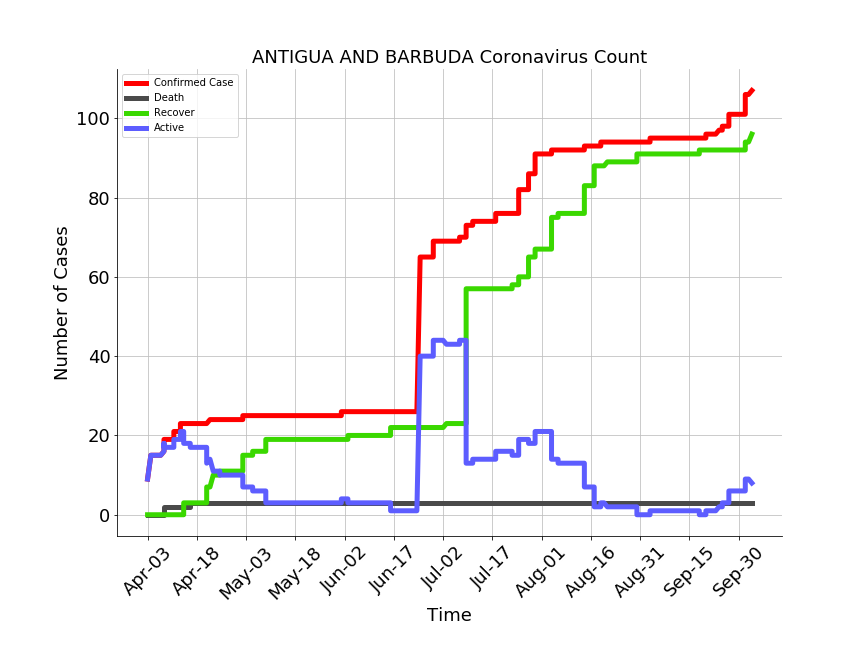 ANTIGUA AND BARBUDA Coronavirus Count
Confirmed Case
Death
Recover
Active
Number of Cases
100
80
60
40
20
0
Apr-03
Apr-18
May-03
May-18
Jun-02
Jun-17
Jul-02
Jul-17
Aug-01
Aug-16
Aug-31
Sep-15
Sep-30
Time